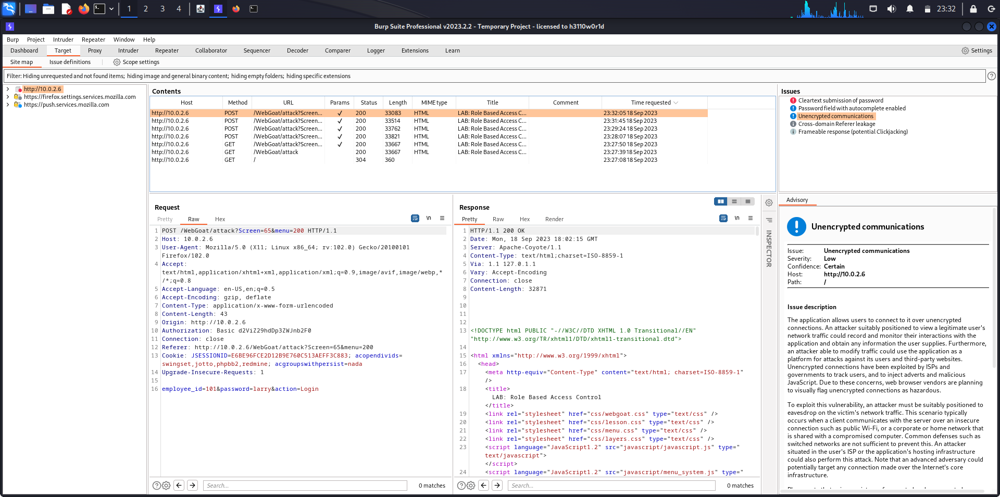 1 2 3 4 23:32
Burp Suite Professional v2023.2.2 - Temporary Project - licensed to h3110w0r1d
Burp Project Intruder Repeater Window Help
Dashboard Target Proxy Intruder Repeater Collaborator Sequencer Decoder Comparer Logger Extensions Learn Settings
Site map Issue definitions Scope settings
Filter: Hiding unrequested and not found items; hiding image and general binary content; hiding empty folders; hiding specific extensions
http://10.0.2.6
https://firefox.settings.services.mozilla.com
https://push.services.mozilla.com
Contents
Host Method URL Params Status Length MIME type Title Comment Time requested
http://10.0.2.6 POST /WebGoat/attack?Screen... ✓ 200 33083 HTML LAB: Role Based Access C... 23:32:05 18 Sep 2023
http://10.0.2.6 POST /WebGoat/attack?Screen... ✓ 200 33514 HTML LAB: Role Based Access C... 23:31:45 18 Sep 2023
http://10.0.2.6 POST /WebGoat/attack?Screen... ✓ 200 33762 HTML LAB: Role Based Access C... 23:29:24 18 Sep 2023
http://10.0.2.6 POST /WebGoat/attack?Screen... ✓ 200 33821 HTML LAB: Role Based Access C... 23:28:07 18 Sep 2023
http://10.0.2.6 GET /WebGoat/attack?Screen... ✓ 200 33667 HTML LAB: Role Based Access C... 23:27:50 18 Sep 2023
http://10.0.2.6 GET /WebGoat/attack 200 33667 HTML LAB: Role Based Access C... 23:27:39 18 Sep 2023
http://10.0.2.6 GET / 304 360 23:27:08 18 Sep 2023
Issues
Cleartext submission of password
Password field with autocomplete enabled
Unencrypted communications
Cross-domain Referer leakage
Frameable response (potential Clickjacking)
Request
Pretty Raw Hex \n
1 POST /WebGoat/attack?Screen=65&menu=200 HTTP/1.1
2 Host: 10.0.2.6
3 User-Agent: Mozilla/5.0 (X11; Linux x86_64; rv:102.0) Gecko/20100101
Firefox/102.0
4 Accept:
text/html,application/xhtml+xml,application/xml;q=0.9,image/avif,image/webp,*
/*;q=0.8
5 Accept-Language: en-US,en;q=0.5
6 Accept-Encoding: gzip, deflate
7 Content-Type: application/x-www-form-urlencoded
8 Content-Length: 43
9 Origin: http://10.0.2.6
10 Authorization: Basic d2ViZ29hdDp3ZWJnb2F0
11 Connection: close
12 Referer: http://10.0.2.6/WebGoat/attack?Screen=65&menu=200
13 Cookie: JSESSIONID=E6BE96FCE2D12B9E760C513AEFF3C883; acopendivids=
swingset,jotto,phpbb2,redmine; acgroupswithpersist=nada
14 Upgrade-Insecure-Requests: 1
15
16 employee_id=101&password=larry&action=Login
Search... 0 matches
Response
Pretty Raw Hex Render \n
1 HTTP/1.1 200 OK
2 Date: Mon, 18 Sep 2023 18:02:15 GMT
3 Server: Apache-Coyote/1.1
4 Content-Type: text/html;charset=ISO-8859-1
5 Via: 1.1 127.0.1.1
6 Vary: Accept-Encoding
7 Connection: close
8 Content-Length: 32871
9
10
11
12
13 <!DOCTYPE html PUBLIC "-//W3C//DTD XHTML 1.0 Transitional//EN"
"http://www.w3.org/TR/xhtml1/DTD/xhtml1-transitional.dtd">
14
15 <html xmlns="http://www.w3.org/1999/xhtml">
16 <head>
17 <meta http-equiv="Content-Type" content="text/html; charset=ISO-8859-1"
/>
18 <title>
LAB: Role Based Access Control
</title>
19 <link rel="stylesheet" href="css/webgoat.css" type="text/css" />
20 <link rel="stylesheet" href="css/lesson.css" type="text/css" />
21 <link rel="stylesheet" href="css/menu.css" type="text/css" />
22 <link rel="stylesheet" href="css/layers.css" type="text/css" />
23 <script language="JavaScript1.2" src="javascript/javascript.js" type="
text/javascript">
</script>
24 <script language="JavaScript1.2" src="javascript/menu_system.js" type="
Search... 0 matches
INSPECTOR
Advisory
Unencrypted communications
Issue: Unencrypted communications
Severity: Low
Confidence: Certain
Host: http://10.0.2.6
Path: /
Issue description
The application allows users to connect to it over unencrypted
connections. An attacker suitably positioned to view a legitimate user's
network traffic could record and monitor their interactions with the
application and obtain any information the user supplies. Furthermore,
an attacker able to modify traffic could use the application as a
platform for attacks against its users and third-party websites.
Unencrypted connections have been exploited by ISPs and
governments to track users, and to inject adverts and malicious
JavaScript. Due to these concerns, web browser vendors are planning
to visually flag unencrypted connections as hazardous.
To exploit this vulnerability, an attacker must be suitably positioned to
eavesdrop on the victim's network traffic. This scenario typically
occurs when a client communicates with the server over an insecure
connection such as public Wi-Fi, or a corporate or home network that
is shared with a compromised computer. Common defenses such as
switched networks are not sufficient to prevent this. An attacker
situated in the user's ISP or the application's hosting infrastructure
could also perform this attack. Note that an advanced adversary could
potentially target any connection made over the Internet's core
infrastructure.